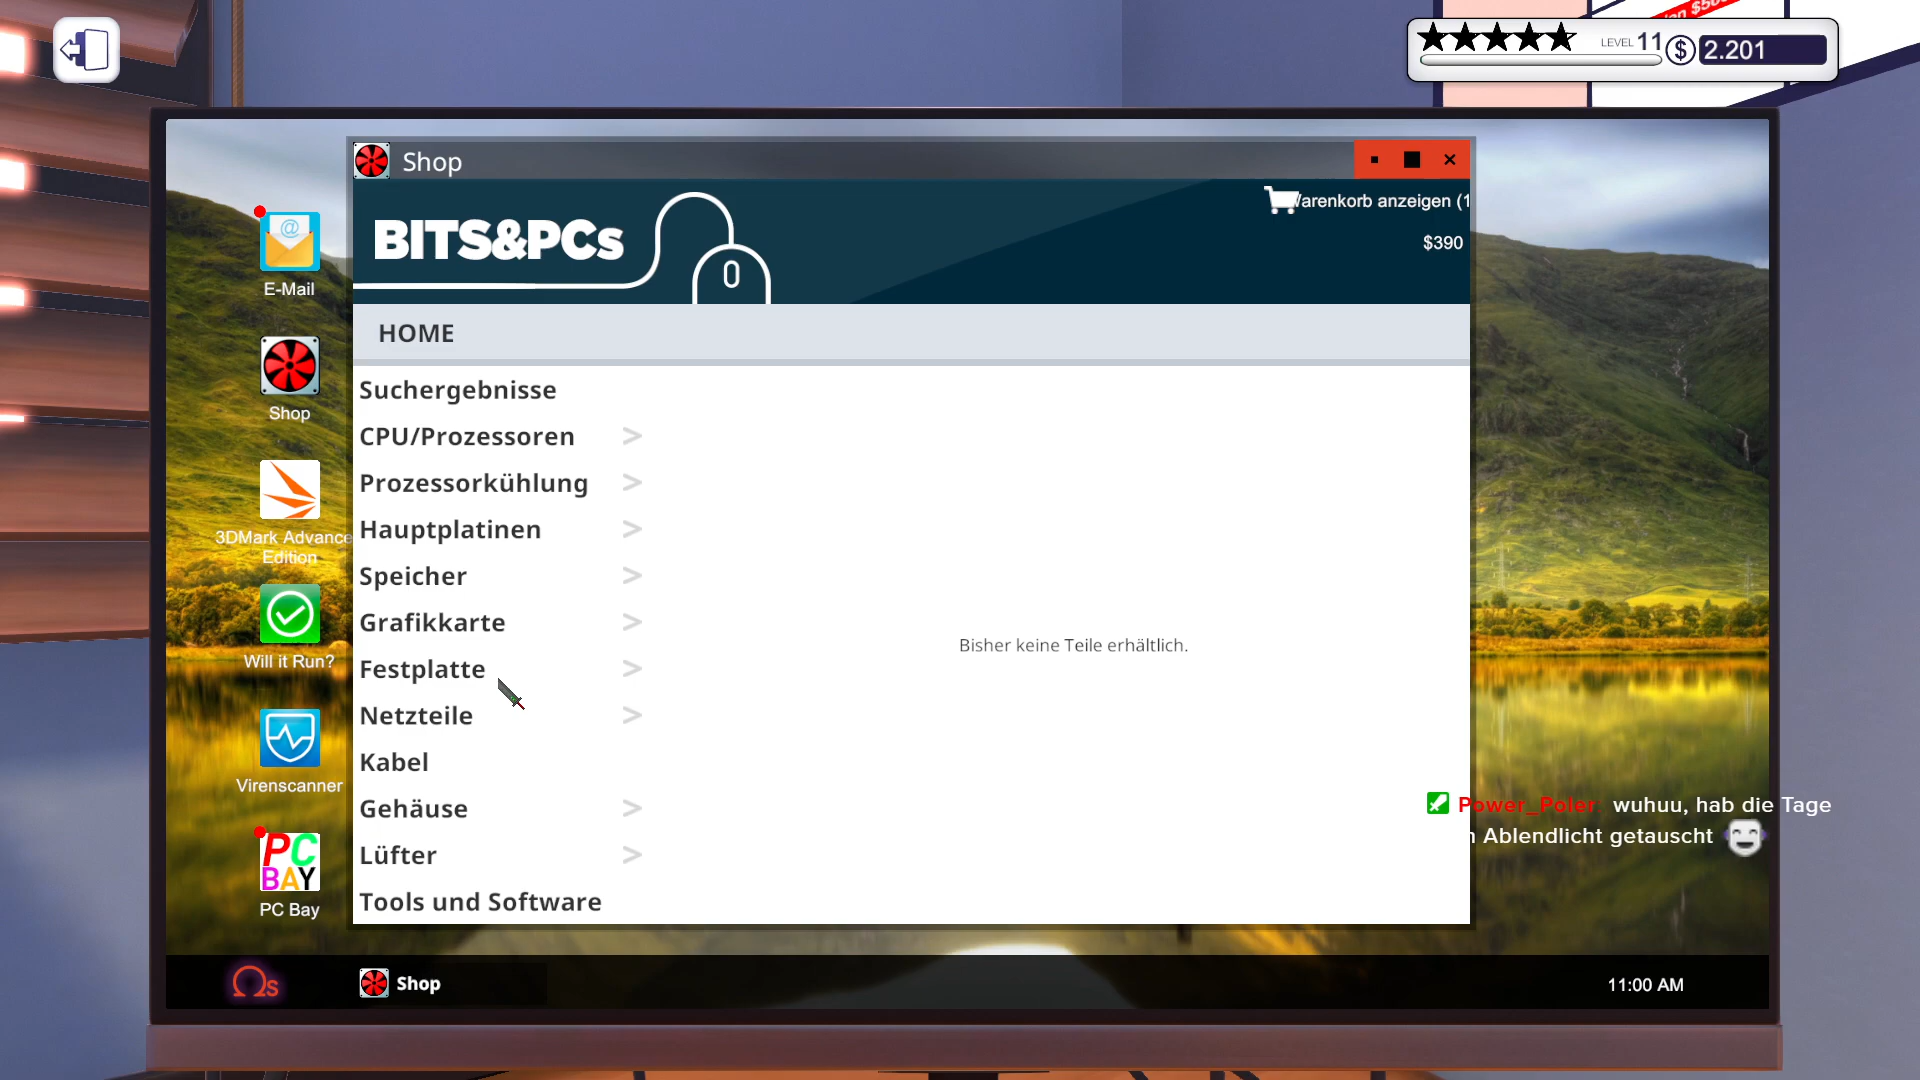 LEVEL 11 $ 2.201
Shop
BITS&PCs
arenkorb anzeigen (1
$390
HOME
Suchergebnisse
CPU/Prozessoren >
Prozessorkühlung >
Hauptplatinen >
Speicher >
Grafikkarte >
Festplatte >
Netzteile >
Kabel
Gehäuse >
Lüfter >
Tools und Software
Bisher keine Teile erhältlich.
E-Mail
Shop
3DMark Advance
Edition
Will it Run?
Virenscanner
PC
BAY
PC Bay
Power_Poler: wuhuu, hab die Tage
n Ablendlicht getauscht
Ωs
Shop
11:00 AM